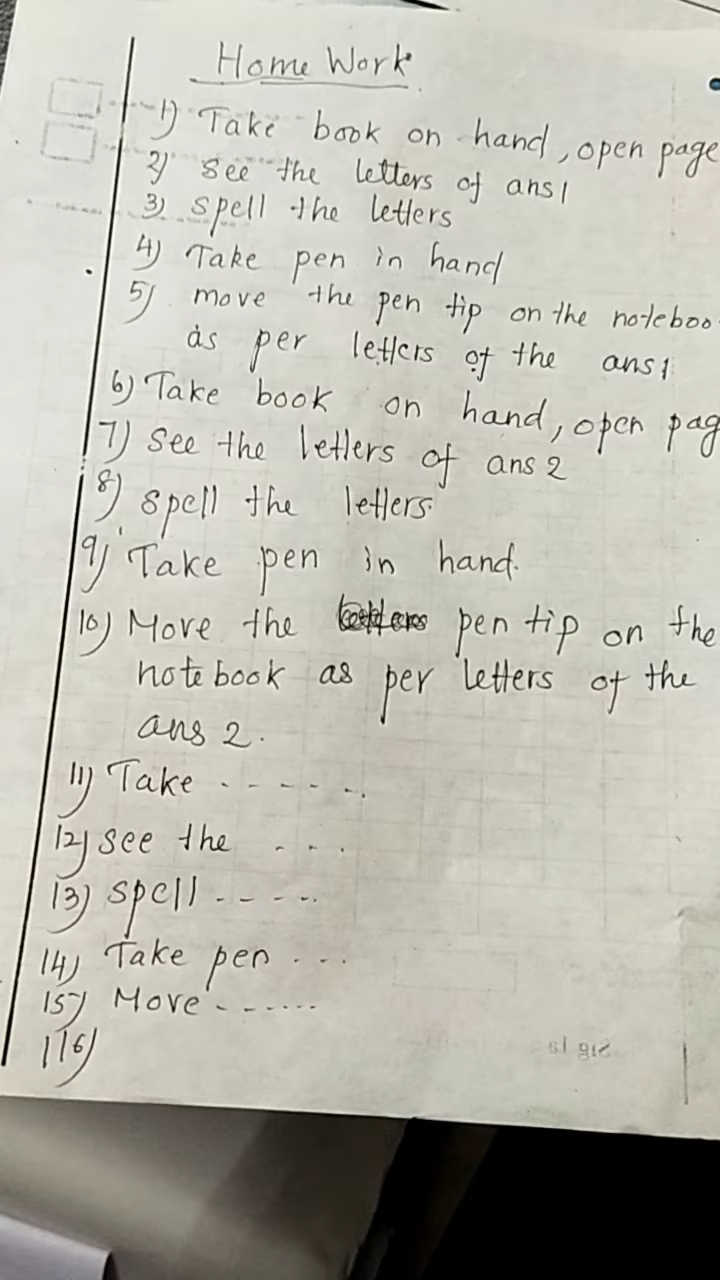 Home Work
1) Take book on hand, open page
2) see the letters of ans1
3) spell the letters
4) Take pen in hand
5) move the pen tip on the noteboo
as per letters of the ans1
6) Take book on hand, open pag
7) see the letters of ans 2
8) spell the letters
9) Take pen in hand.
10) Move the pen tip on the
notebook as per letters of the
ans 2.
11) Take - - - - - -.
12) see the - - -.
13) spell - - - - -.
14) Take pen - - -.
15) Move - - - - - -
16)